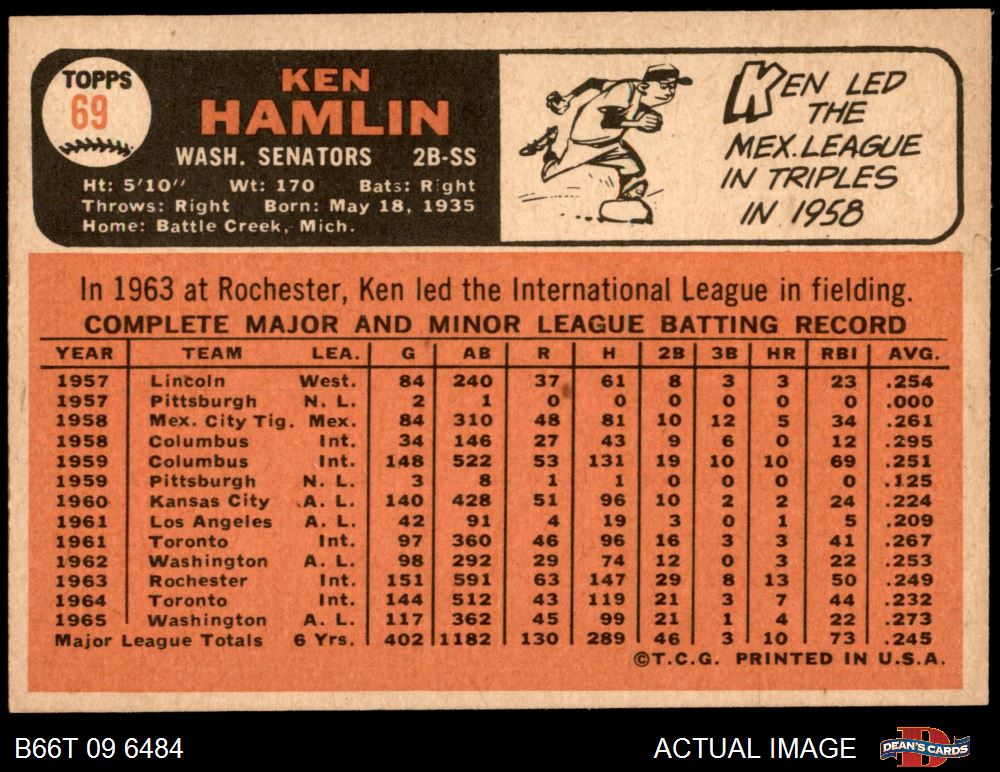 TOPPS
69
KEN
HAMLIN
WASH. SENATORS 2B-SS
Ht: 5'10" Wt: 170 Bats: Right
Throws: Right Born: May 18, 1935
Home: Battle Creek, Mich.
KEN LED
THE
MEX. LEAGUE
IN TRIPLES
IN 1958
In 1963 at Rochester, Ken led the International League in fielding.
COMPLETE MAJOR AND MINOR LEAGUE BATTING RECORD
YEAR TEAM LEA. G AB R H 2B 3B HR RBI AVG.
1957 Lincoln West. 84 240 37 61 8 3 3 23 .254
1957 Pittsburgh N. L. 2 1 0 0 0 0 0 0 .000
1958 Mex. City Tig. Mex. 84 310 48 81 10 12 5 34 .261
1958 Columbus Int. 34 146 27 43 9 6 0 12 .295
1959 Columbus Int. 148 522 53 131 19 10 10 69 .251
1959 Pittsburgh N. L. 3 8 1 1 0 0 0 0 .125
1960 Kansas City A. L. 140 428 51 96 10 2 2 24 .224
1961 Los Angeles A. L. 42 91 4 19 3 0 1 5 .209
1961 Toronto Int. 97 360 46 96 16 3 3 41 .267
1962 Washington A. L. 98 292 29 74 12 0 3 22 .253
1963 Rochester Int. 151 591 63 147 29 8 13 50 .249
1964 Toronto Int. 144 512 43 119 21 3 7 44 .232
1965 Washington A. L. 117 362 45 99 21 1 4 22 .273
Major League Totals 6 Yrs. 402 1182 130 289 46 3 10 73 .245
©T.C.G. PRINTED IN U.S.A.
B66T 09 6484 ACTUAL IMAGE DEAN'S CARDS